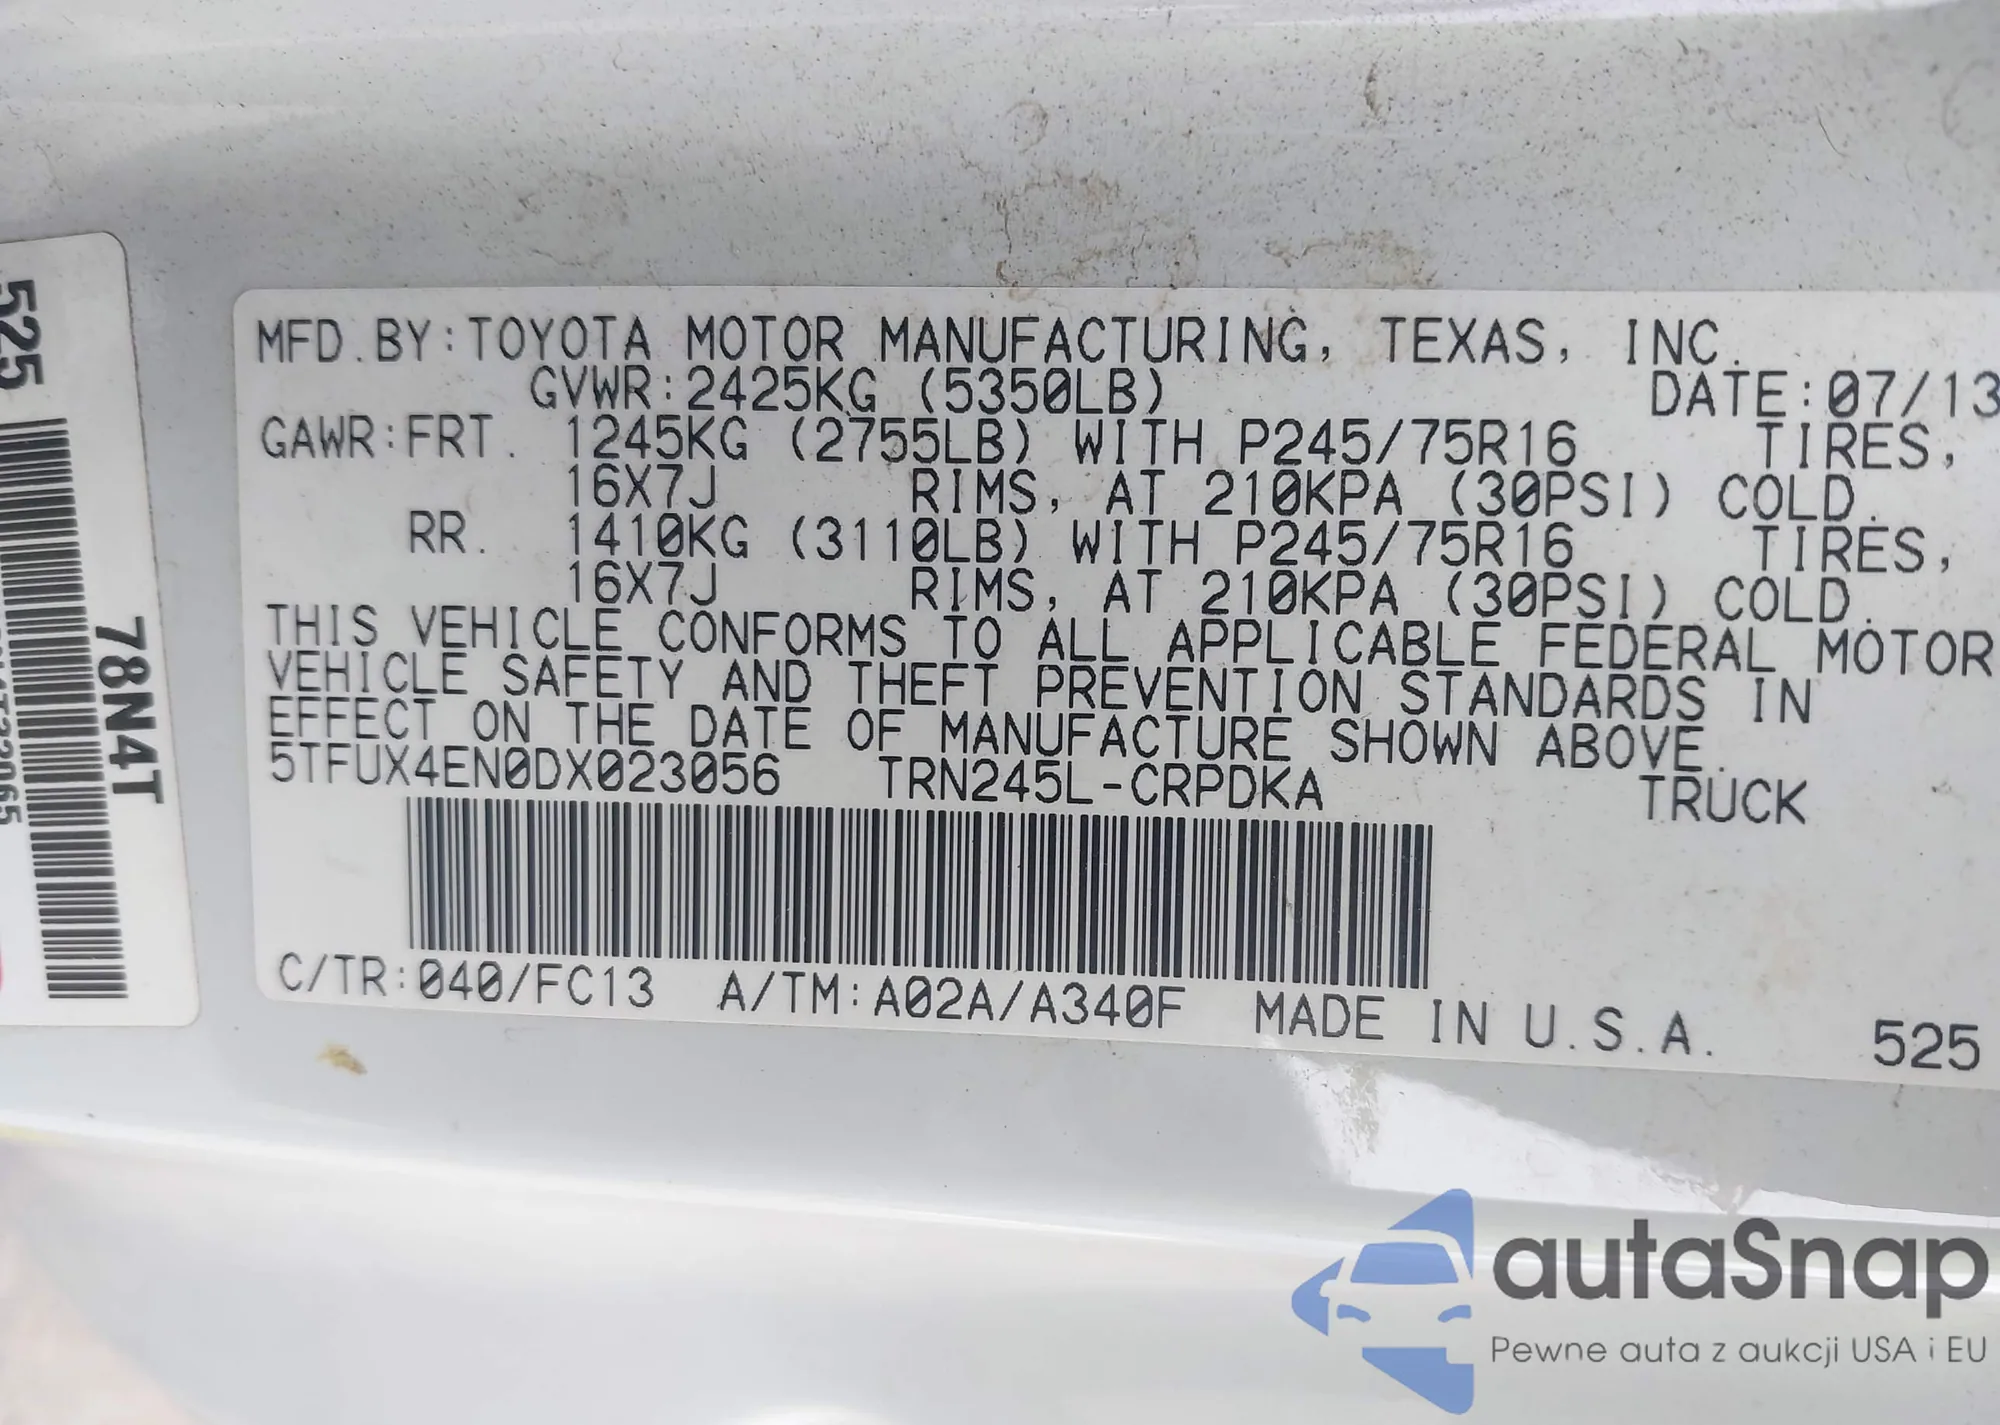 MFD.BY:TOYOTA MOTOR MANUFACTURING, TEXAS, INC.
GVWR:2425KG (5350LB) DATE:07/13
GAWR:FRT. 1245KG (2755LB) WITH P245/75R16 TIRES,
16X7J RIMS, AT 210KPA (30PSI) COLD.
RR. 1410KG (3110LB) WITH P245/75R16 TIRES,
16X7J RIMS, AT 210KPA (30PSI) COLD.
THIS VEHICLE CONFORMS TO ALL APPLICABLE FEDERAL MOTOR
VEHICLE SAFETY AND THEFT PREVENTION STANDARDS IN
EFFECT ON THE DATE OF MANUFACTURE SHOWN ABOVE.
5TFUX4EN0DX023056 TRN245L-CRPDKA TRUCK
C/TR:040/FC13 A/TM:A02A/A340F MADE IN U.S.A. 525
525
78N4T
autaSnap
Pewne auta z aukcji USA i EU